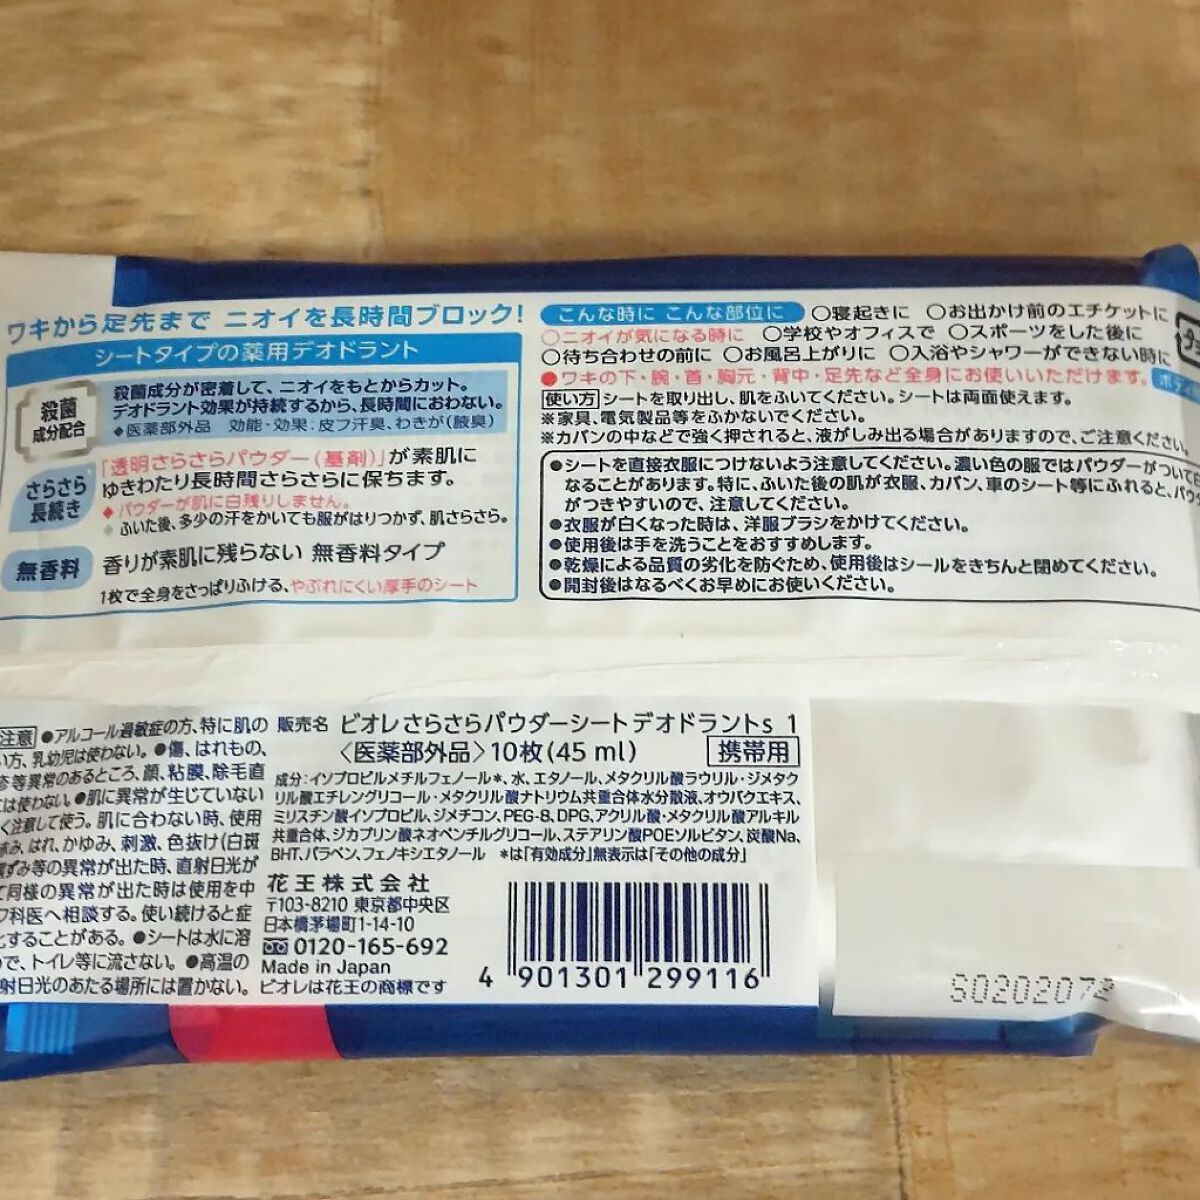 ワキから足先まで ニオイを長時間ブロック!
シートタイプの薬用デオドラント
殺菌
成分配合
殺菌成分が密着して、ニオイをもとからカット。
デオドラント効果が持続するから、長時間におわない。
◆医薬部外品 効能・効果:皮フ汗臭、わきが(腋臭)
さらさら
長続き
「透明さらさらパウダー(基剤)」が素肌に
ゆきわたり長時間さらさらに保ちます。
◆パウダーが肌に白残りしません。
◆ふいた後、多少の汗をかいても服がはりつかず、肌さらさら。
無香料
香りが素肌に残らない 無香料タイプ
1枚で全身をさっぱりふける、やぶれにくい厚手のシート
こんな時に こんな部位に ○寝起きに ○お出かけ前のエチケットに
○ニオイが気になる時に ○学校やオフィスで ○スポーツをした後に
○待ち合わせの前に ○お風呂上がりに ○入浴やシャワーができない時に
●ワキの下・腕・首・胸元・背中・足先など全身にお使いいただけます。
ボディ
使い方 シートを取り出し、肌をふいてください。シートは両面使えます。
※家具、電気製品等をふかないでください。
※カバンの中などで強く押されると、液がしみ出る場合がありますので、ご注意ください。
●シートを直接衣服につけないよう注意してください。濃い色の服ではパウダーがついて白
なることがあります。特に、ふいた後の肌が衣服、カバン、車のシート等にふれると、パウ
がつきやすいので、注意してください。
●衣服が白くなった時は、洋服ブラシをかけてください。
●使用後は手を洗うことをおすすめします。
●乾燥による品質の劣化を防ぐため、使用後はシールをきちんと閉めてください。
●開封後はなるべくお早めにお使いください。
注意 ●アルコール過敏症の方、特に肌の
い方、乳幼児は使わない。●傷、はれもの、
疹等異常のあるところ、顔、粘膜、除毛直
は使わない。●肌に異常が生じていない
く注意して使う。肌に合わない時、使用
み、はれ、かゆみ、刺激、色抜け(白斑
ずみ等の異常が出た時、直射日光が
て同様の異常が出た時は使用を中
フ科医へ相談する。使い続けると症
化することがある。●シートは水に溶
で、トイレ等に流さない。●高温の
射日光のあたる場所には置かない。
販売名 ビオレさらさらパウダーシートデオドラントs 1
〈医薬部外品〉10枚(45 ml) 携帯用
成分:イソプロピルメチルフェノール*、水、エタノール、メタクリル酸ラウリル・ジメタク
リル酸エチレングリコール・メタクリル酸ナトリウム共重合体水分散液、オウバクエキス、
ミリスチン酸イソプロピル、ジメチコン、PEG-8、DPG、アクリル酸・メタクリル酸アルキル
共重合体、ジカプリン酸ネオペンチルグリコール、ステアリン酸POEソルビタン、炭酸Na、
BHT、パラベン、フェノキシエタノール *は「有効成分」無表示は「その他の成分」
花王株式会社
〒103-8210 東京都中央区
日本橋茅場町1-14-10
0120-165-692
Made in Japan
ビオレは花王の商標です
4 901301 299116
S0202072